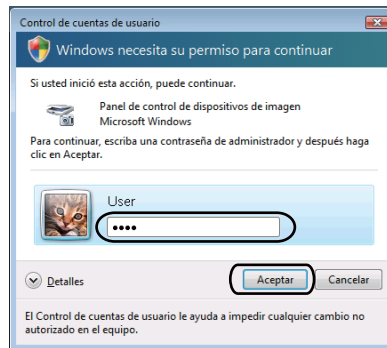 Control de cuentas de usuario
Windows necesita su permiso para continuar
Si usted inició esta acción, puede continuar.
Panel de control de dispositivos de imagen
Microsoft Windows
Para continuar, escriba una contraseña de administrador y después haga
clic en Aceptar.
User
••••
Detalles
Aceptar
Cancelar
El Control de cuentas de usuario le ayuda a impedir cualquier cambio no
autorizado en el equipo.